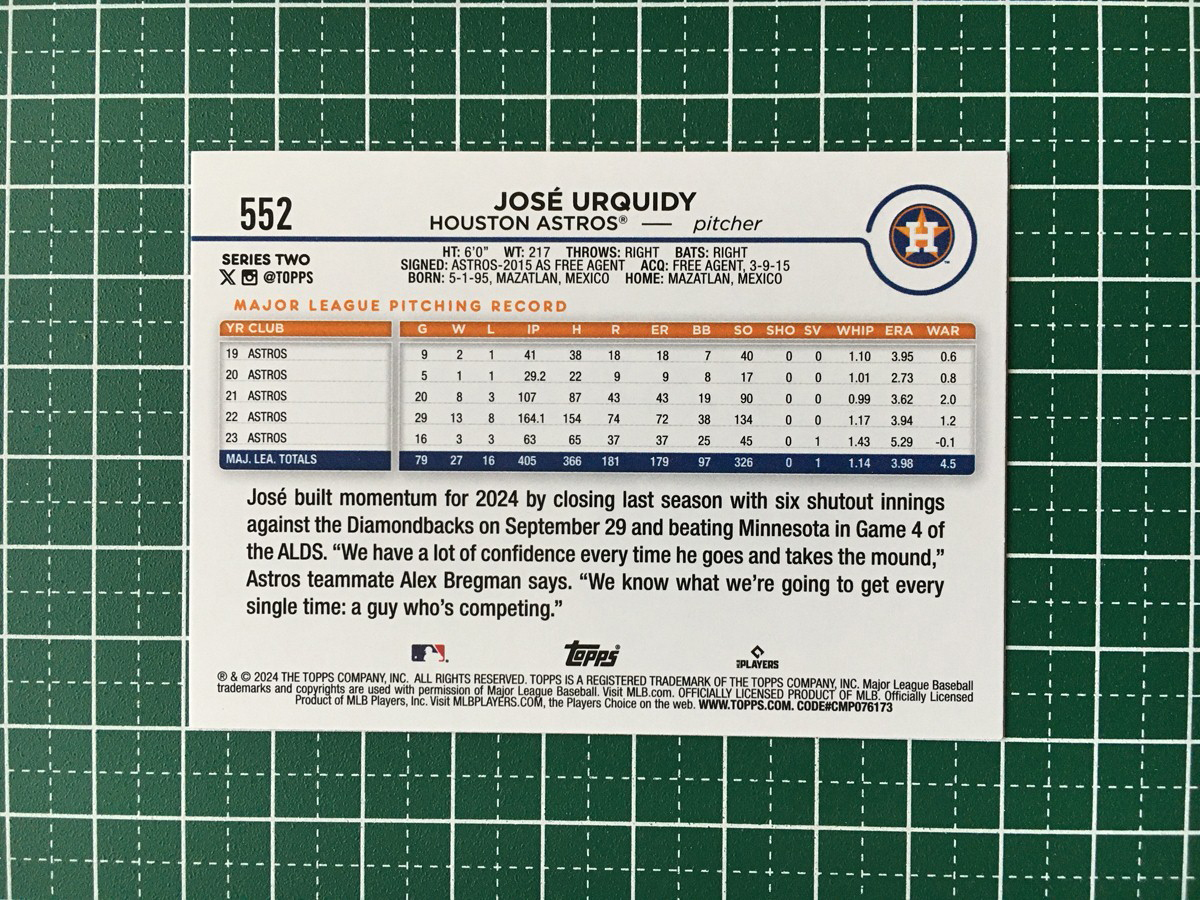 552
JOSÉ URQUIDY
HOUSTON ASTROS® — pitcher
SERIES TWO
@TOPPS
HT: 6'0" WT: 217 THROWS: RIGHT BATS: RIGHT
SIGNED: ASTROS-2015 AS FREE AGENT ACQ: FREE AGENT, 3-9-15
BORN: 5-1-95, MAZATLAN, MEXICO HOME: MAZATLAN, MEXICO
H
MAJOR LEAGUE PITCHING RECORD
YR CLUB G W L IP H R ER BB SO SHO SV WHIP ERA WAR
19 ASTROS 9 2 1 41 38 18 18 7 40 0 0 1.10 3.95 0.6
20 ASTROS 5 1 1 29.2 22 9 9 8 17 0 0 1.01 2.73 0.8
21 ASTROS 20 8 3 107 87 43 43 19 90 0 0 0.99 3.62 2.0
22 ASTROS 29 13 8 164.1 154 74 72 38 134 0 0 1.17 3.94 1.2
23 ASTROS 16 3 3 63 65 37 37 25 45 0 1 1.43 5.29 -0.1
MAJ. LEA. TOTALS 79 27 16 405 366 181 179 97 326 0 1 1.14 3.98 4.5
José built momentum for 2024 by closing last season with six shutout innings
against the Diamondbacks on September 29 and beating Minnesota in Game 4 of
the ALDS. “We have a lot of confidence every time he goes and takes the mound,”
Astros teammate Alex Bregman says. “We know what we’re going to get every
single time: a guy who’s competing.”
Topps®
PLAYERS
® & © 2024 THE TOPPS COMPANY, INC. ALL RIGHTS RESERVED. TOPPS IS A REGISTERED TRADEMARK OF THE TOPPS COMPANY, INC. Major League Baseball
trademarks and copyrights are used with permission of Major League Baseball. Visit MLB.com. OFFICIALLY LICENSED PRODUCT OF MLB. Officially Licensed
Product of MLB Players, Inc. Visit MLBPLAYERS.COM, the Players Choice on the web. WWW.TOPPS.COM. CODE#CMP076173